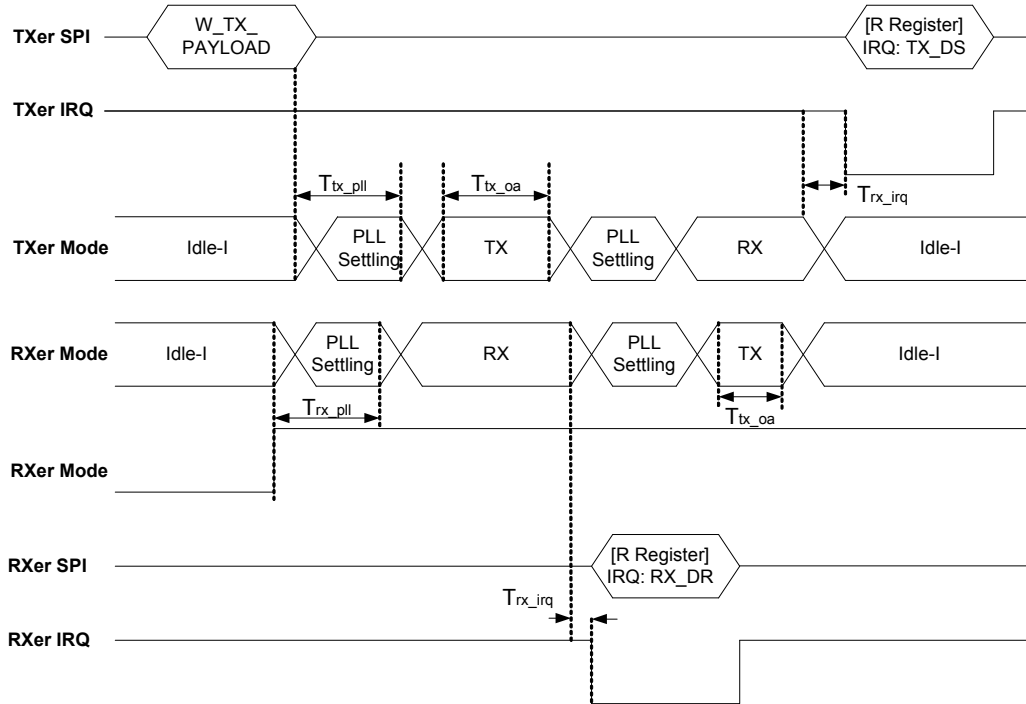 TXer SPI
W_TX_
PAYLOAD
[R Register]
IRQ: TX_DS
TXer IRQ
Ttx_pll
Ttx_oa
Trx_irq
TXer Mode
Idle-I
PLL
Settling
TX
PLL
Settling
RX
Idle-I
RXer Mode
Idle-I
PLL
Settling
RX
PLL
Settling
TX
Idle-I
Trx_pll
Ttx_oa
RXer Mode
RXer SPI
[R Register]
IRQ: RX_DR
Trx_irq
RXer IRQ